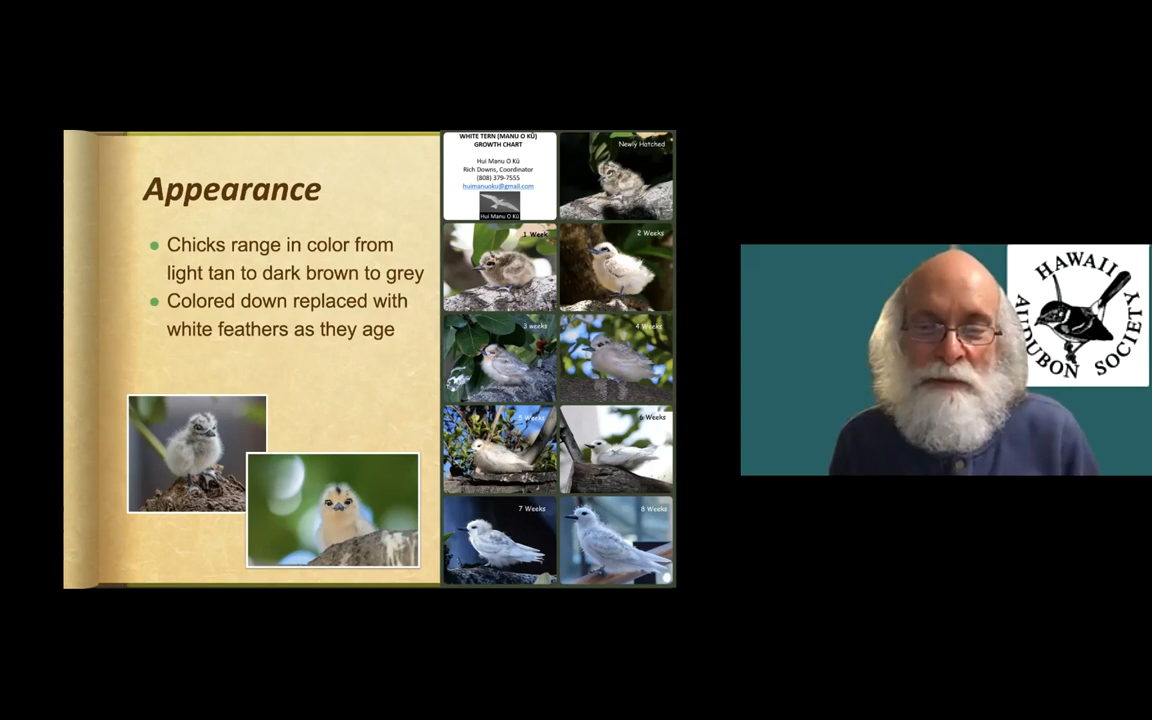 Appearance
Chicks range in color from
light tan to dark brown to grey
Colored down replaced with
white feathers as they age
WHITE TERN (MANU O KŪ)
GROWTH CHART
Hui Manu O Kū
Rich Downs, Coordinator
(808) 379-7555
huimanuoku@gmail.com
Hui Manu O Kū
Newly Hatched
1 Week
2 Weeks
3 weeks
4 Weeks
5 Weeks
6 Weeks
7 Weeks
8 Weeks
HAWAII
AUDUBON SOCIETY